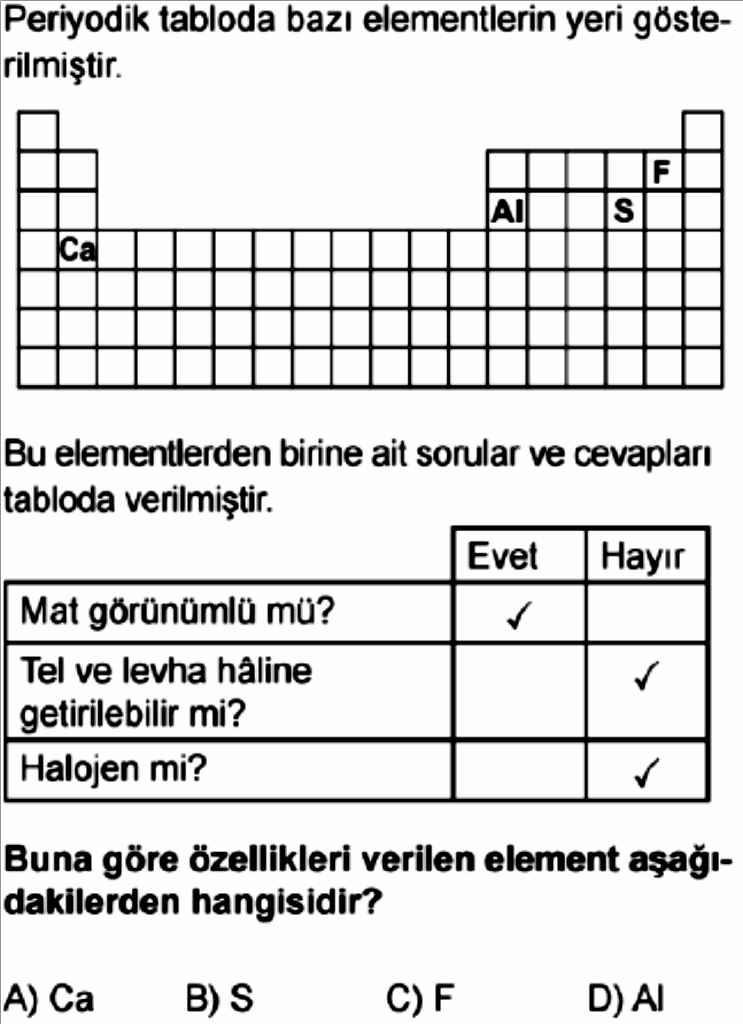 Periyodik tabloda bazı elementlerin yeri göste-
rilmiştir.
F
Al S
Ca
Bu elementlerden birine ait sorular ve cevapları
tabloda verilmiştir.
Evet Hayır
Mat görünümlü mü? ✓
Tel ve levha hâline
getirilebilir mi? ✓
Halojen mi? ✓
Buna göre özellikleri verilen element aşağı-
dakilerden hangisidir?
A) Ca B) S C) F D) Al